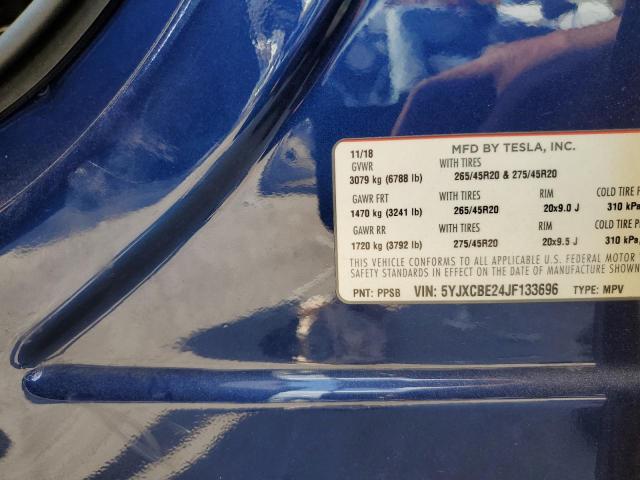 MFD BY TESLA, INC.
11/18
GVWR WITH TIRES
3079 kg (6788 lb) 265/45R20 & 275/45R20
GAWR FRT WITH TIRES RIM COLD TIRE
1470 kg (3241 lb) 265/45R20 20x9.0 J 310 kPa
GAWR RR WITH TIRES RIM COLD TIRE
1720 kg (3792 lb) 275/45R20 20x9.5 J 310 kPa,
THIS VEHICLE CONFORMS TO ALL APPLICABLE U.S. FEDERAL MOTOR
SAFETY STANDARDS IN EFFECT ON THE DATE OF MANUFACTURE SHOWN
PNT: PPSB VIN: 5YJXCBE24JF133696 TYPE: MPV